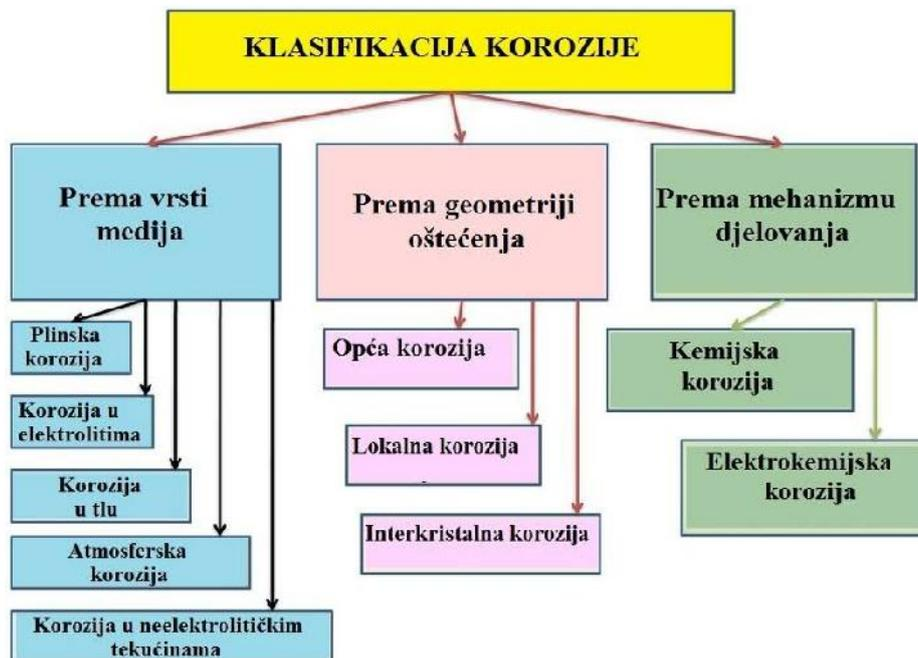 KLASIFIKACIJA KOROZIJE
Prema vrsti
medija
Plinska
korozija
Korozija u
elektrolitima
Korozija
u tlu
Atmosferska
korozija
Korozija u neelektrolitičkim
tekućinama
Prema geometriji
oštećenja
Opća korozija
Lokalna korozija
Interkristalna korozija
Prema mehanizmu
djelovanja
Kemijska
korozija
Elektrokemijska
korozija